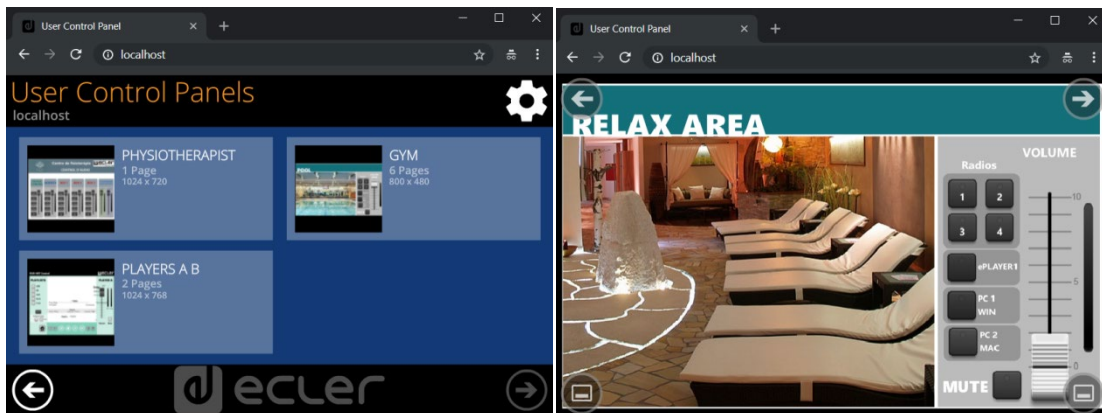 User Control Panel
localhost
User Control Panels
localhost
PHYSIOTHERAPIST
1 Page
1024 x 720
GYM
6 Pages
800 x 480
POOL
PLAYERS A B
2 Pages
1024 x 768
ecler
User Control Panel
localhost
RELAX AREA
VOLUME
Radios
1 2
3 4
10
ePLAYER1
5
PC 1
WIN
PC 2
MAC
0
MUTE